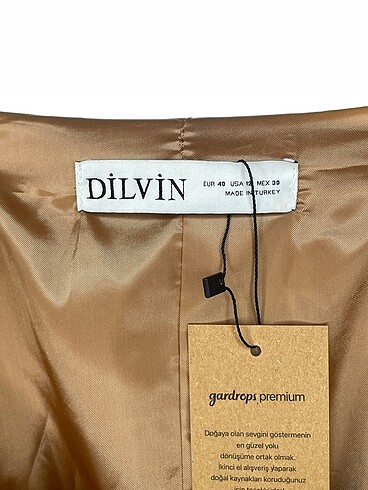 DİLVİN
EUR 40 USA 12 MEX 30
MADE IN TURKEY
gardrops premium
Doğaya olan sevgini göstermenin
en güzel yolu
dönüşüme ortak olmak.
İkinci el alışveriş yaparak
doğal kaynakları koruduğunuz
için